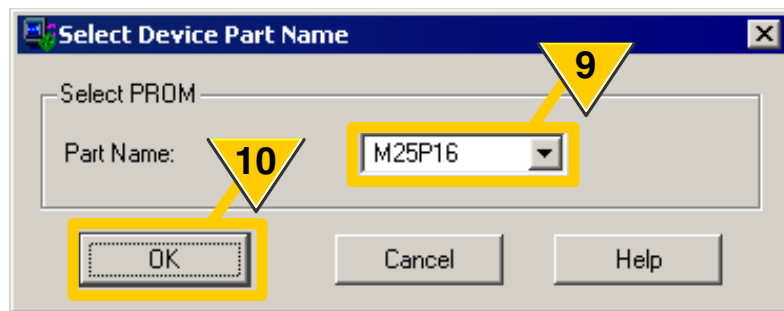 Select Device Part Name
9
Select PROM
Part Name:
10
M25P16
OK
Cancel
Help